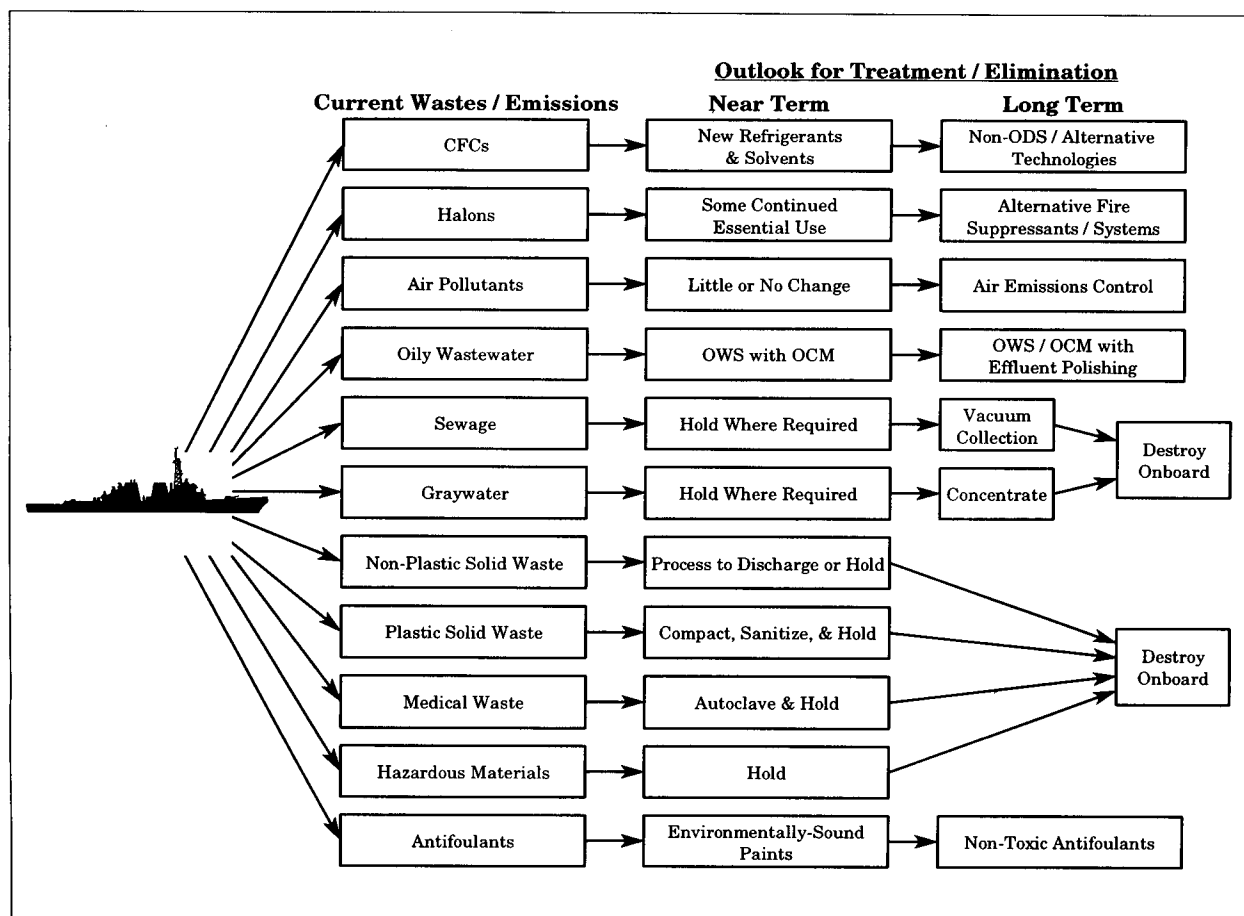 Outlook for Treatment / Elimination
Current Wastes / Emissions
Near Term
Long Term
CFCs
New Refrigerants
& Solvents
Non-ODS / Alternative
Technologies
Halons
Some Continued
Essential Use
Alternative Fire
Suppressants / Systems
Air Pollutants
Little or No Change
Air Emissions Control
Oily Wastewater
OWS with OCM
OWS / OCM with
Effluent Polishing
Sewage
Hold Where Required
Vacuum
Collection
Destroy
Onboard
Graywater
Hold Where Required
Concentrate
Non-Plastic Solid Waste
Process to Discharge or Hold
Plastic Solid Waste
Compact, Sanitize, & Hold
Destroy
Onboard
Medical Waste
Autoclave & Hold
Hazardous Materials
Hold
Antifoulants
Environmentally-Sound
Paints
Non-Toxic Antifoulants